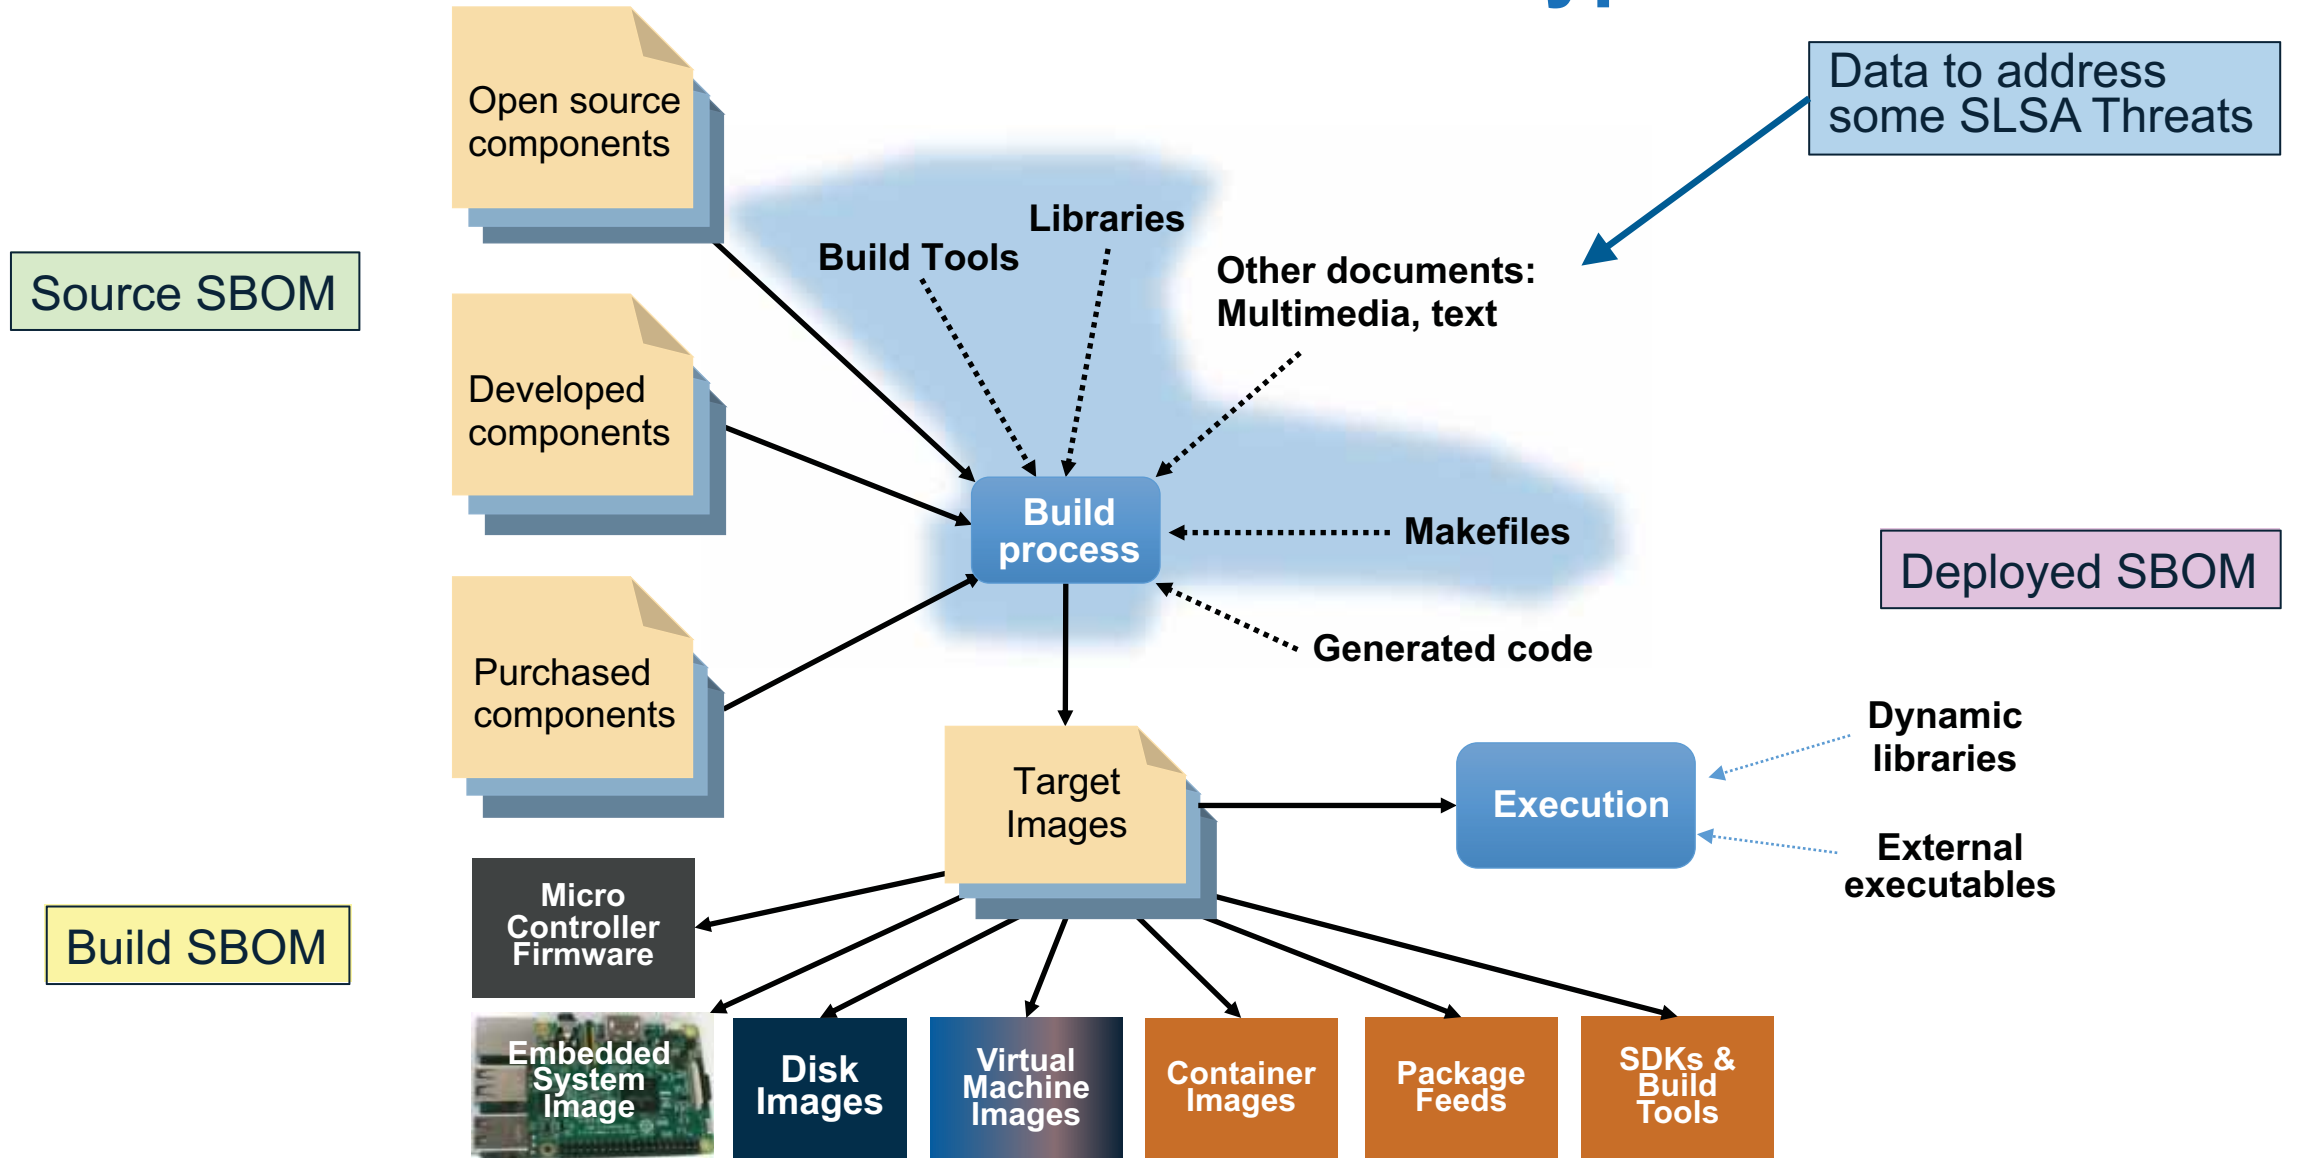 Data to address
some SLSA Threats
Open source
components
Libraries
Build Tools
Other documents:
Multimedia, text
Source SBOM
Developed
components
Build
process
Makefiles
Deployed SBOM
Generated code
Purchased
components
Dynamic
libraries
Target
Images
Execution
External
executables
Micro
Controller
Firmware
Build SBOM
Embedded
System
Image
Disk
Images
Virtual
Machine
Images
Container
Images
Package
Feeds
SDKs &
Build
Tools